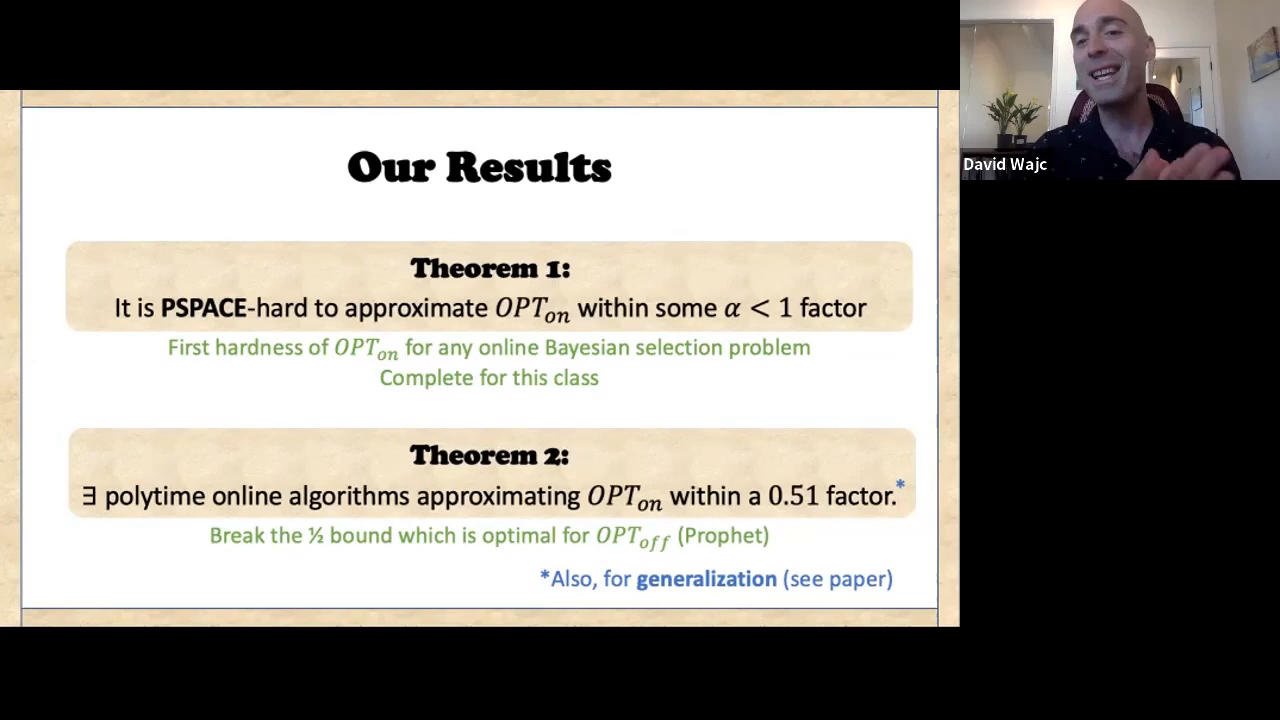 Our Results
Theorem 1:
It is PSPACE-hard to approximate OPT_on within some α < 1 factor
First hardness of OPT_on for any online Bayesian selection problem
Complete for this class
Theorem 2:
∃ polytime online algorithms approximating OPT_on within a 0.51 factor.*
Break the ½ bound which is optimal for OPT_off (Prophet)
*Also, for generalization (see paper)
David Wajc